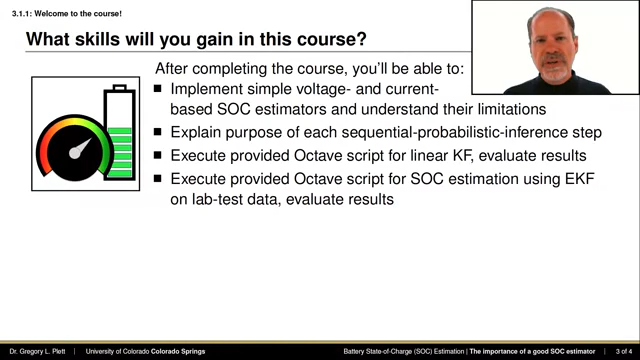 3.1.1: Welcome to the course!
What skills will you gain in this course?
After completing the course, you'll be able to:
Implement simple voltage- and current-
based SOC estimators and understand their limitations
Explain purpose of each sequential-probabilistic-inference step
Execute provided Octave script for linear KF, evaluate results
Execute provided Octave script for SOC estimation using EKF
on lab-test data, evaluate results
Dr. Gregory L. Plett | University of Colorado Colorado Springs Battery State-of-Charge (SOC) Estimation | The importance of a good SOC estimator | 3 of 4